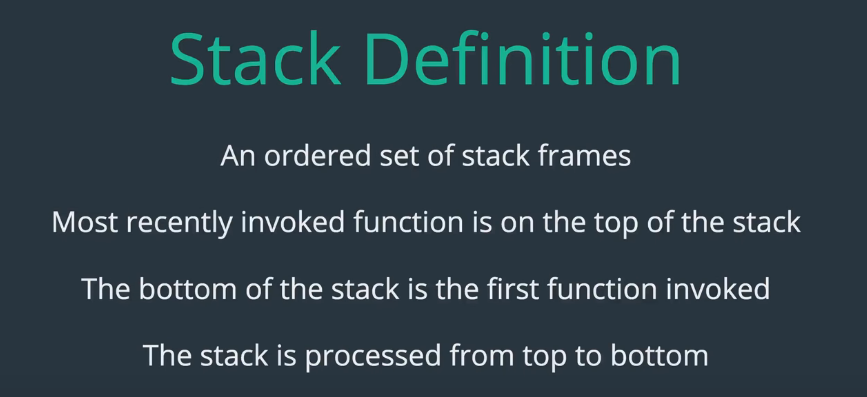 Stack Definition
An ordered set of stack frames
Most recently invoked function is on the top of the stack
The bottom of the stack is the first function invoked
The stack is processed from top to bottom